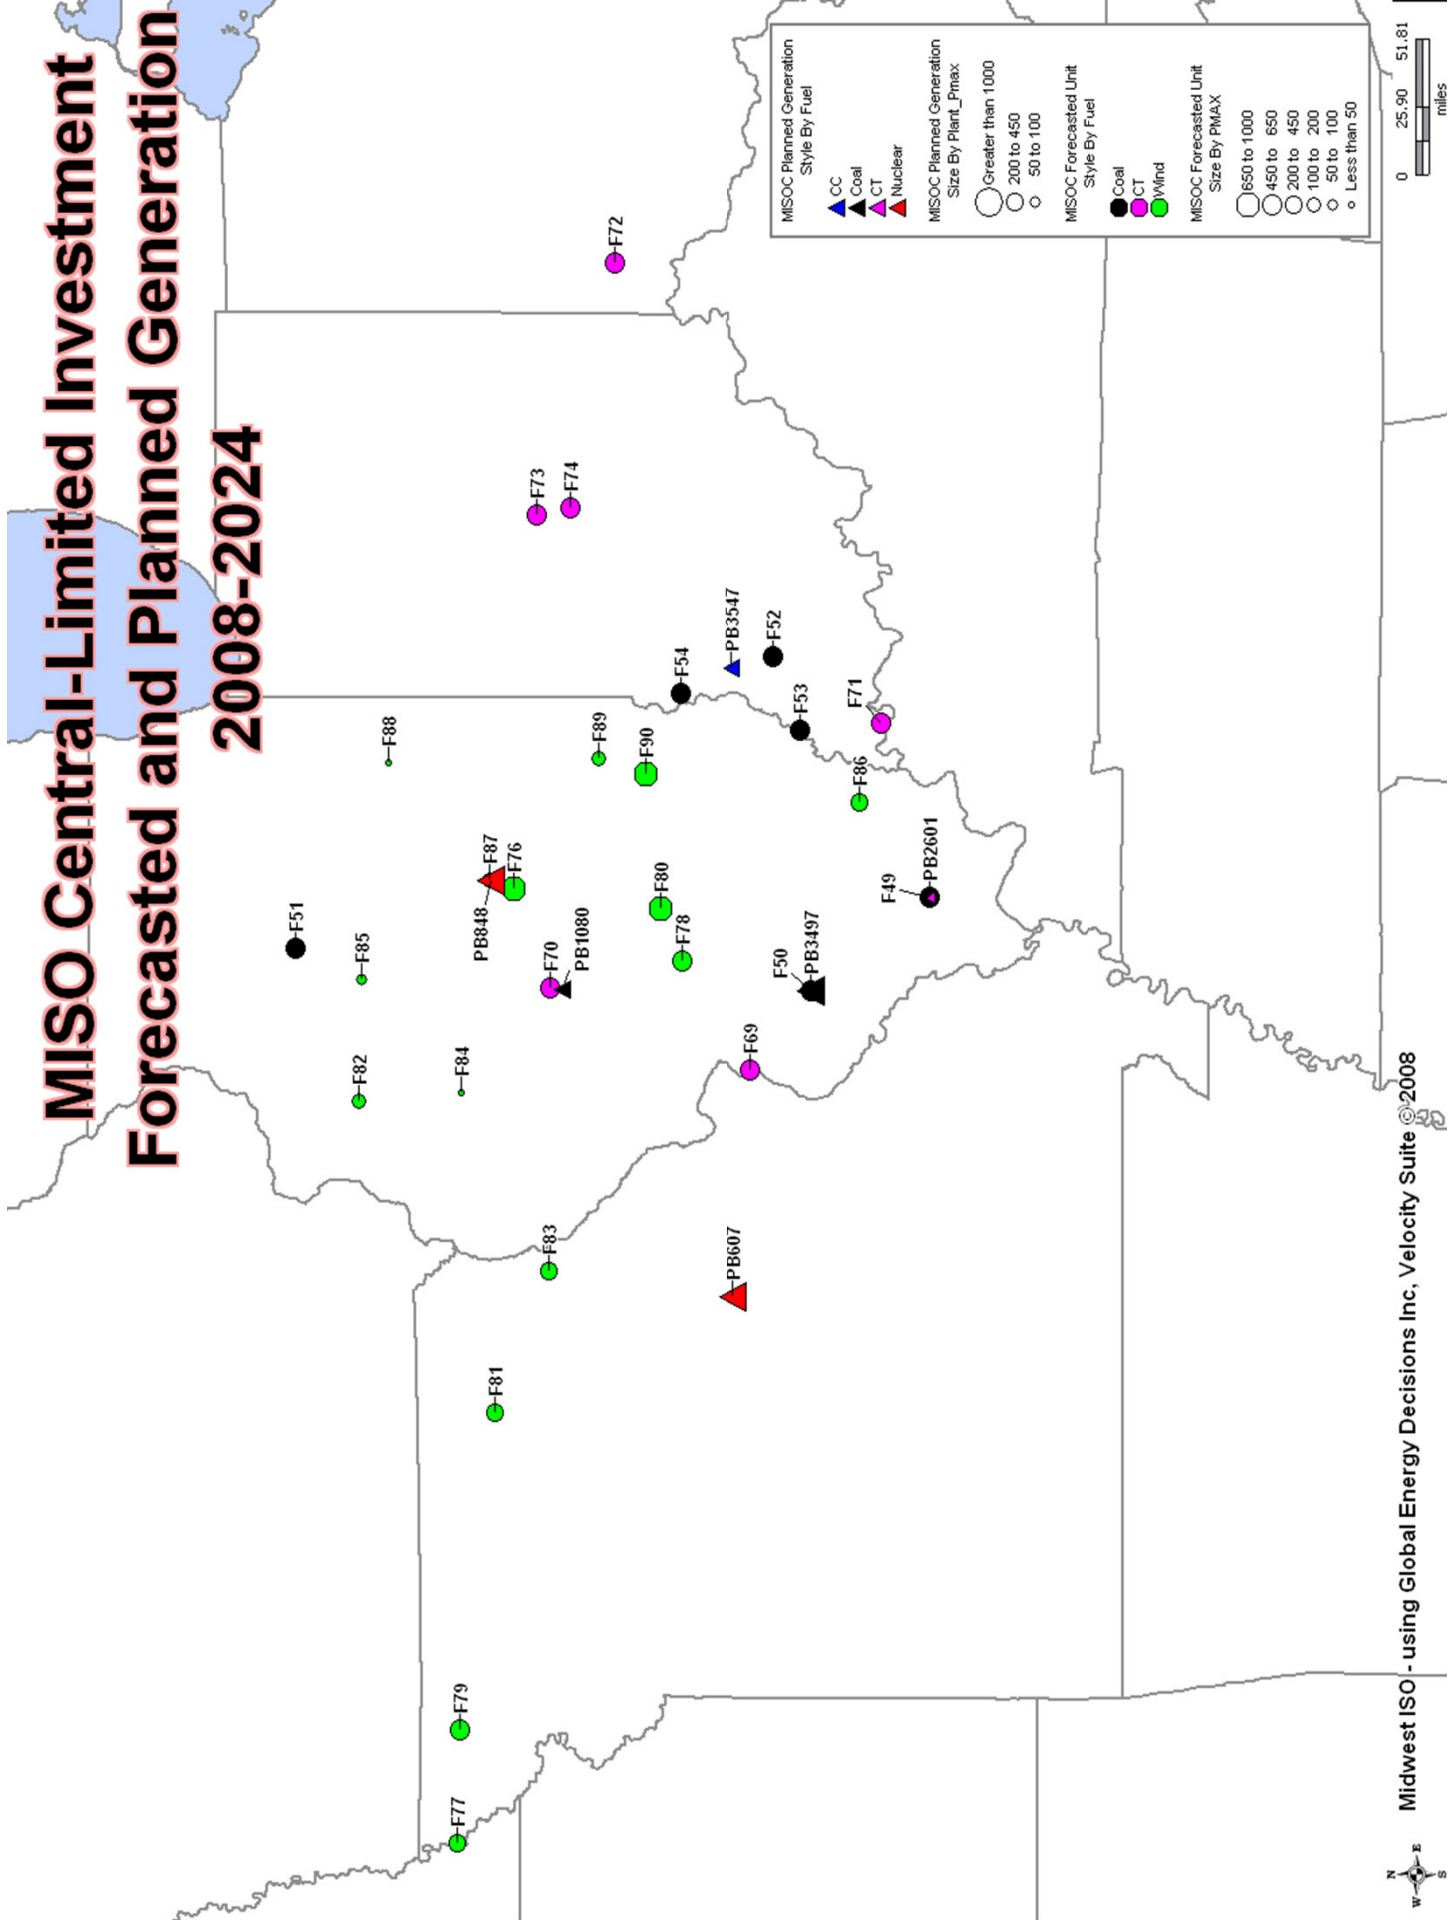 MISO Central-Limited Investment
Forecasted and Planned Generation
2008-2024
F88
F51
F85
F82
F84
F87
PB848
F76
F70
PB1080
F89
F90
F80
F78
F54
F73
F74
F72
F77
F79
F81
F83
PB607
F69
PB3547
F52
F53
F71
F86
F50
PB3497
F49
PB2601
MISOC Planned Generation
Style By Fuel
CC
Coal
CT
Nuclear
MISOC Planned Generation
Size By Plant_Pmax
Greater than 1000
200 to 450
50 to 100
MISOC Forecasted Unit
Style By Fuel
Coal
CT
Wind
MISOC Forecasted Unit
Size By PMAX
650 to 1000
450 to 650
200 to 450
100 to 200
50 to 100
Less than 50
N
W E
S
Midwest ISO - using Global Energy Decisions Inc, Velocity Suite © 2008
0 25.90 51.81
miles